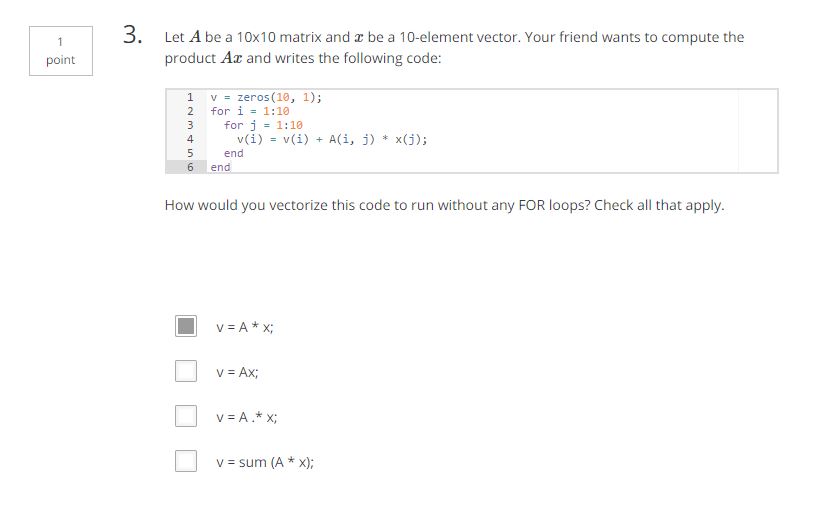 1
point
3.
Let A be a 10x10 matrix and x be a 10-element vector. Your friend wants to compute the
product Ax and writes the following code:
1 v = zeros(10, 1);
2 for i = 1:10
3 for j = 1:10
4 v(i) = v(i) + A(i, j) * x(j);
5 end
6 end
How would you vectorize this code to run without any FOR loops? Check all that apply.
v = A * x;
v = Ax;
v = A .* x;
v = sum (A * x);